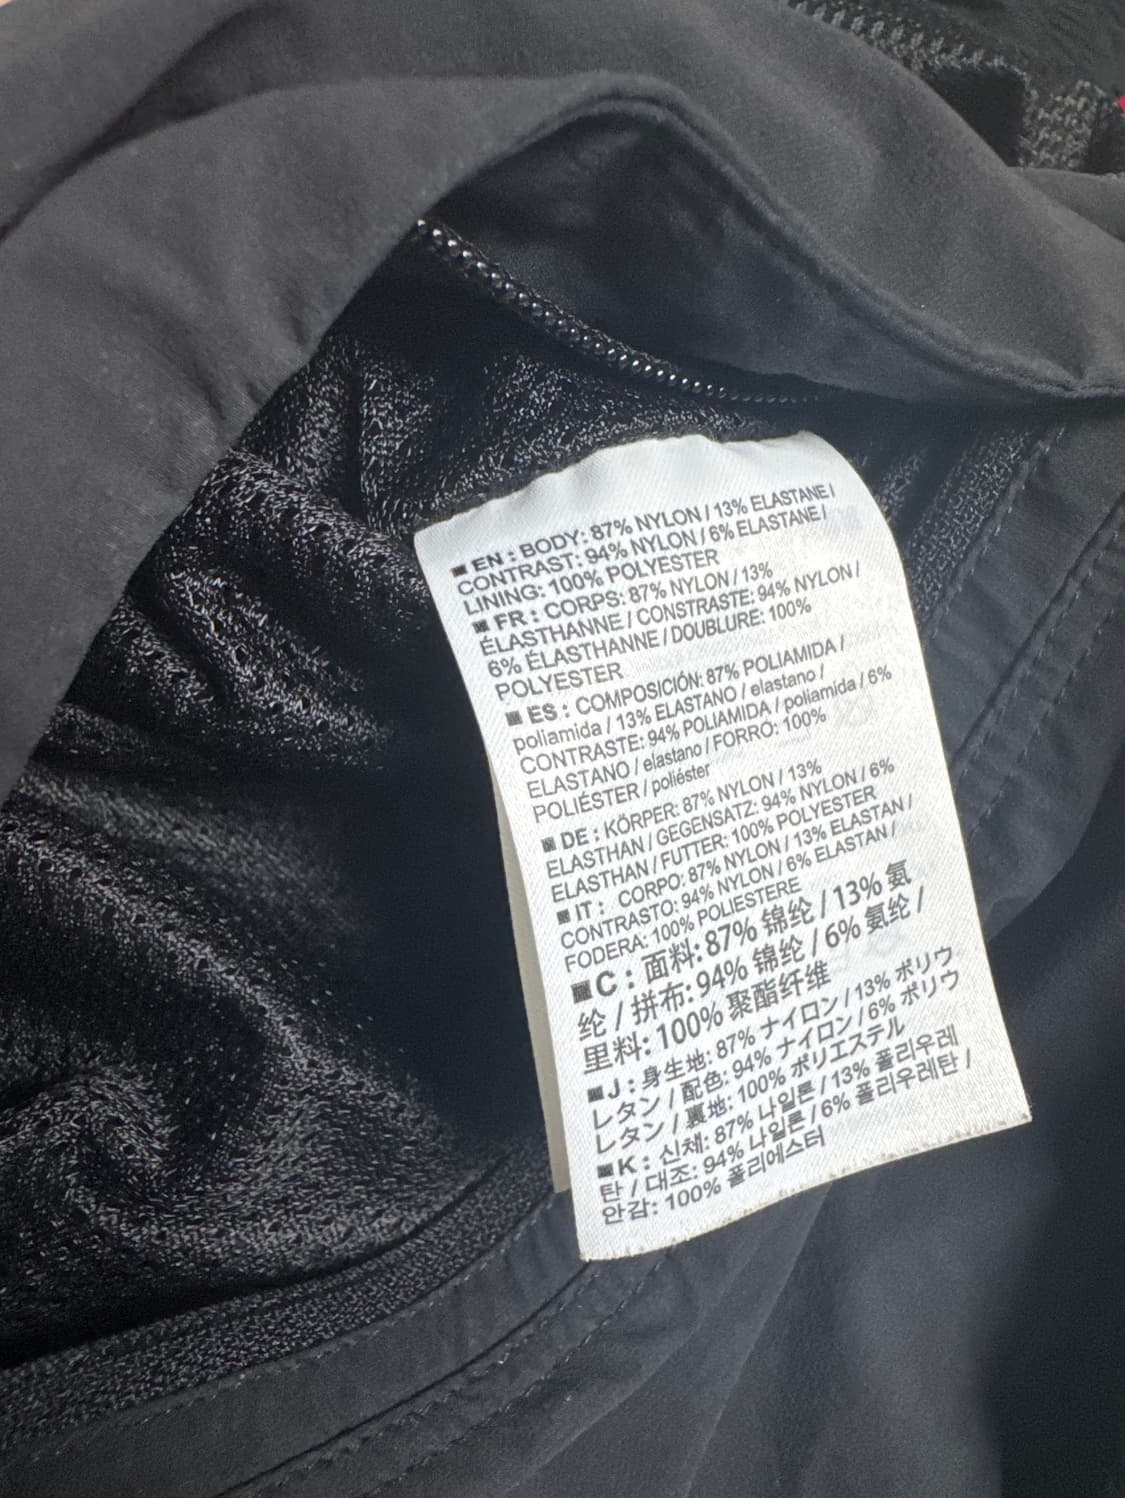 ■ EN : BODY: 87% NYLON / 13% ELASTANE /
CONTRAST: 94% NYLON / 6% ELASTANE /
LINING: 100% POLYESTER
■ FR : CORPS: 87% NYLON / 13%
ÉLASTHANNE / CONSTRASTE: 94% NYLON /
6% ÉLASTHANNE / DOUBLURE: 100%
POLYESTER
■ ES : COMPOSICIÓN: 87% POLIAMIDA /
poliamida / 13% ELASTANO / elastano /
CONTRASTE: 94% POLIAMIDA / poliamida / 6%
ELASTANO / elastano / FORRO: 100%
POLIÉSTER / poliéster
■ DE : KÖRPER: 87% NYLON / 13%
ELASTHAN / GEGENSATZ: 94% NYLON / 6%
ELASTHAN / FUTTER: 100% POLYESTER
■ IT : CORPO: 87% NYLON / 13% ELASTAN /
CONTRASTO: 94% NYLON / 6% ELASTAN /
FODERA: 100% POLIESTERE
■ C : 面料: 87% 锦纶 / 13% 氨
纶 / 拼布: 94% 锦纶 / 6% 氨纶 /
里料: 100% 聚酯纤维
■ J : 身生地: 87% ナイロン / 13% ポリウ
レタン / 配色: 94% ナイロン / 6% ポリウ
レタン / 裏地: 100% ポリエステル
■ K : 신체: 87% 나일론 / 13% 폴리우레
탄 / 대조: 94% 나일론 / 6% 폴리우레탄 /
안감: 100% 폴리에스터